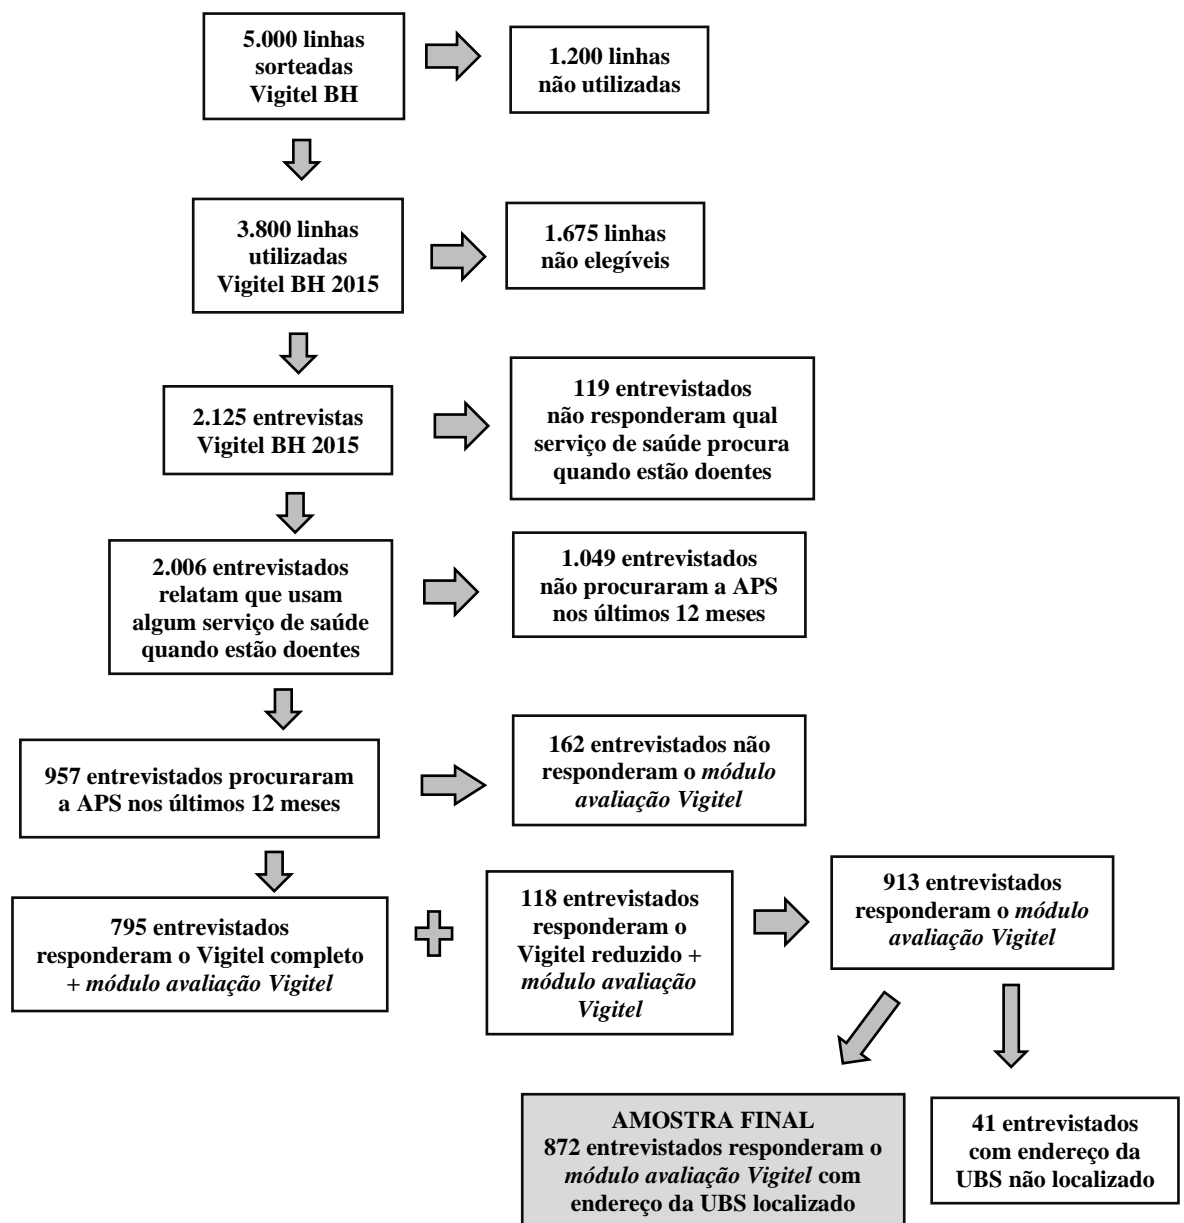 5.000 linhas
sorteadas
Vigitel BH
1.200 linhas
não utilizadas
3.800 linhas
utilizadas
Vigitel BH 2015
1.675 linhas
não elegíveis
2.125 entrevistas
Vigitel BH 2015
119 entrevistados
não responderam qual
serviço de saúde procura
quando estão doentes
2.006 entrevistados
relatam que usam
algum serviço de saúde
quando estão doentes
1.049 entrevistados
não procuraram a APS
nos últimos 12 meses
957 entrevistados procuraram
a APS nos últimos 12 meses
162 entrevistados não
responderam o módulo
avaliação Vigitel
795 entrevistados
responderam o Vigitel completo
+ módulo avaliação Vigitel
118 entrevistados
responderam o
Vigitel reduzido +
módulo avaliação
Vigitel
913 entrevistados
responderam o módulo
avaliação Vigitel
AMOSTRA FINAL
872 entrevistados responderam o
módulo avaliação Vigitel com
endereço da UBS localizado
41 entrevistados
com endereço da
UBS não localizado